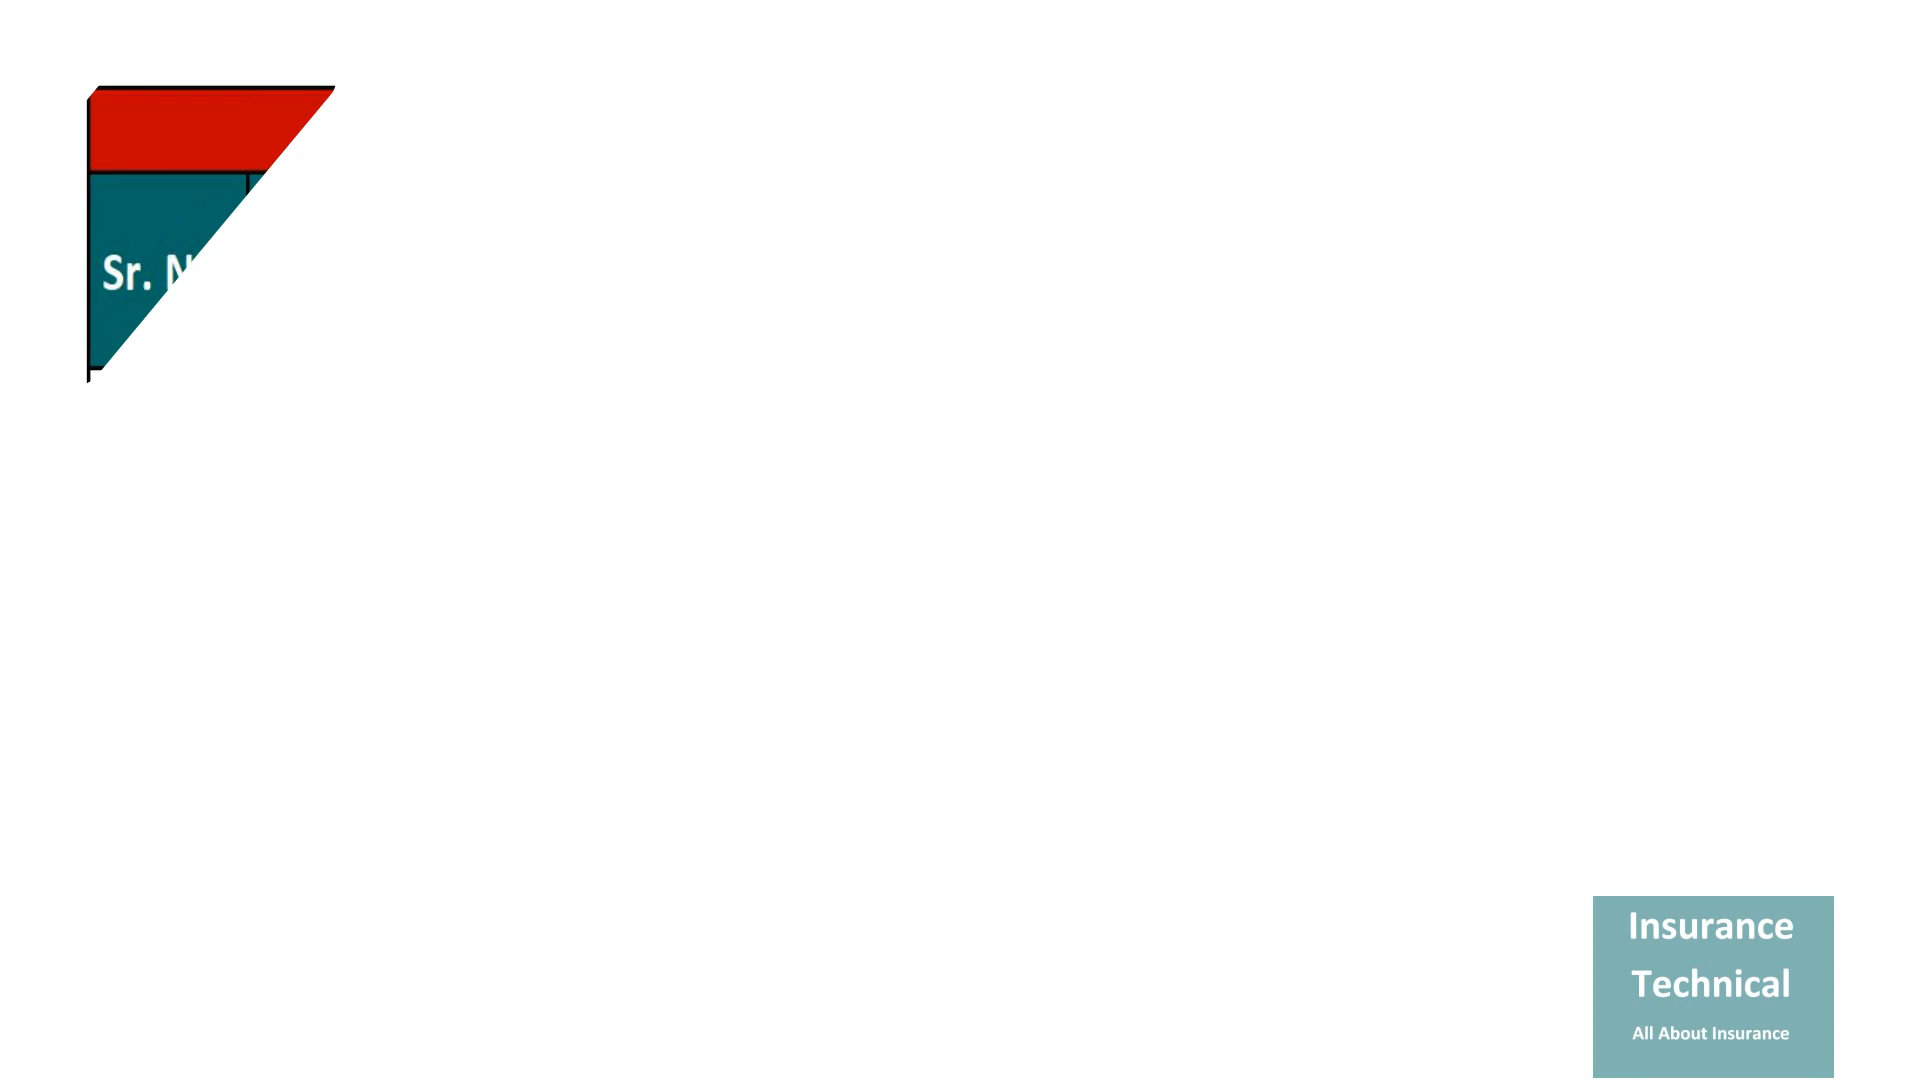 Sr.
Insurance
Technical
All About Insurance